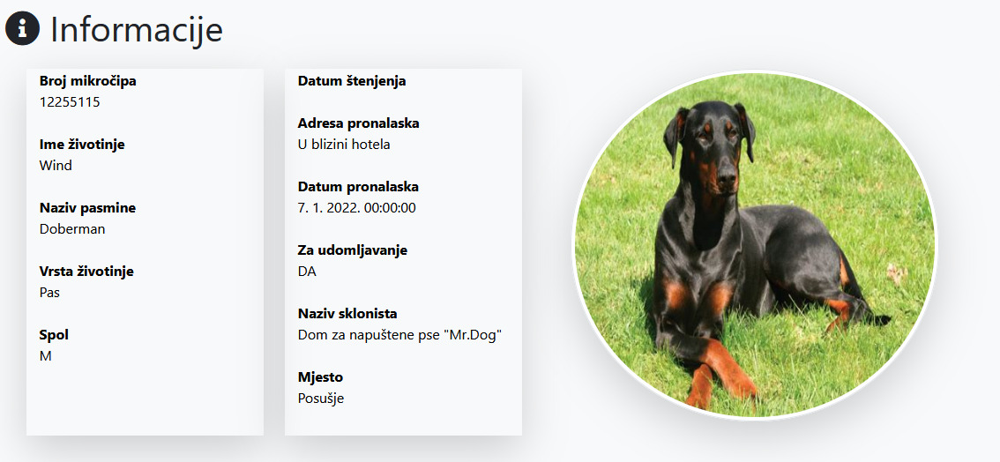 Informacije
Broj mikročipa
12255115
Ime životinje
Wind
Naziv pasmine
Doberman
Vrsta životinje
Pas
Spol
M
Datum štenjenja
Adresa pronalaska
U blizini hotela
Datum pronalaska
7. 1. 2022. 00:00:00
Za udomljavanje
DA
Naziv sklonista
Dom za napuštene pse "Mr.Dog"
Mjesto
Posušje